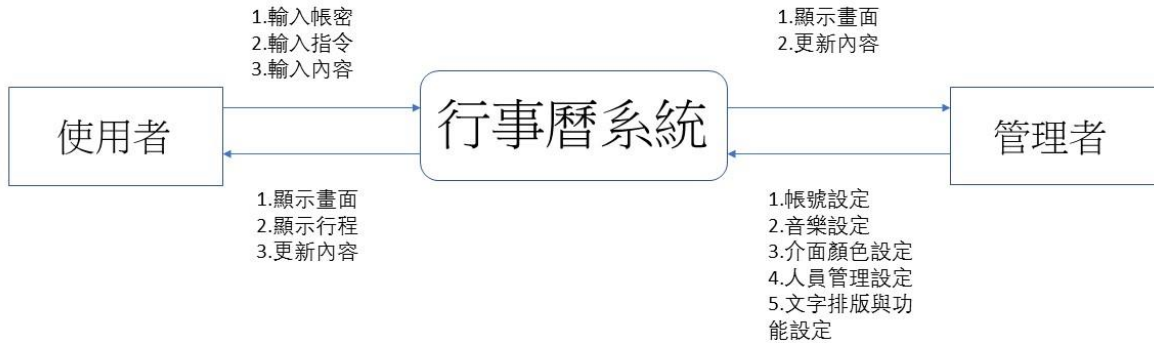 1.輸入帳密
2.輸入指令
3.輸入內容
1.顯示畫面
2.更新內容
使用者
行事曆系統
管理者
1.顯示畫面
2.顯示行程
3.更新內容
1.帳號設定
2.音樂設定
3.介面顏色設定
4.人員管理設定
5.文字排版與功
能設定